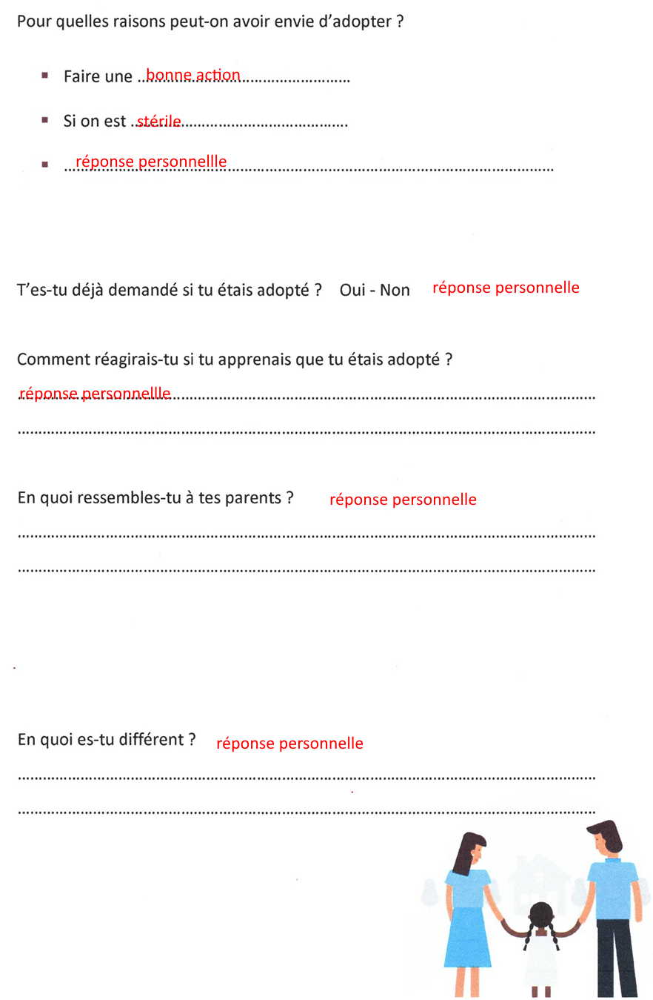 Pour quelles raisons peut-on avoir envie d'adopter ?
▪ Faire une ..bonne action................................
▪ Si on est ..stérile................................
▪ ..réponse personnellle................................
T'es-tu déjà demandé si tu étais adopté ? Oui - Non réponse personnelle
Comment réagirais-tu si tu apprenais que tu étais adopté ?
réponse personnellle................................
En quoi ressembles-tu à tes parents ? réponse personnelle
En quoi es-tu différent ? réponse personnelle